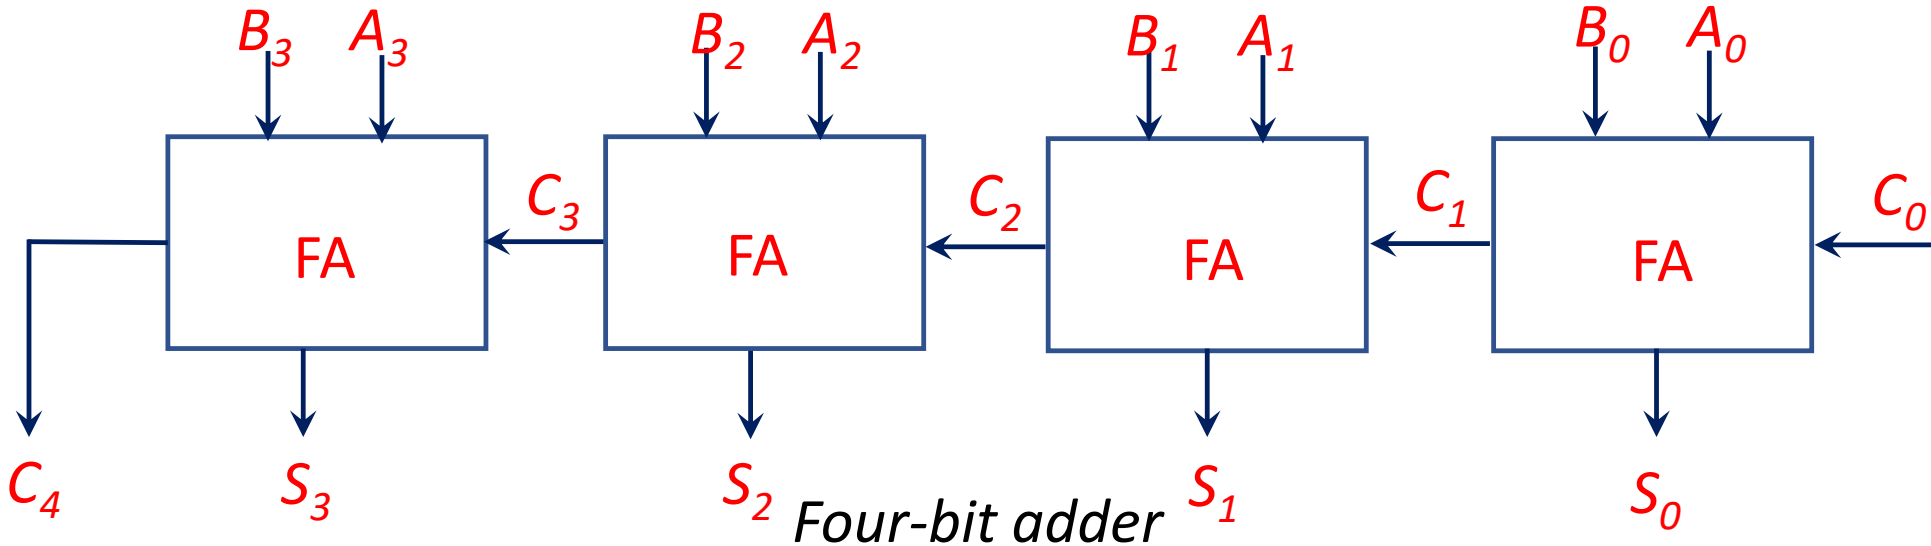 B₃ A₃ B₂ A₂ B₁ A₁ B₀ A₀
C₃ C₂ C₁ C₀
FA FA FA FA
C₄ S₃ S₂ S₁ S₀
Four-bit adder